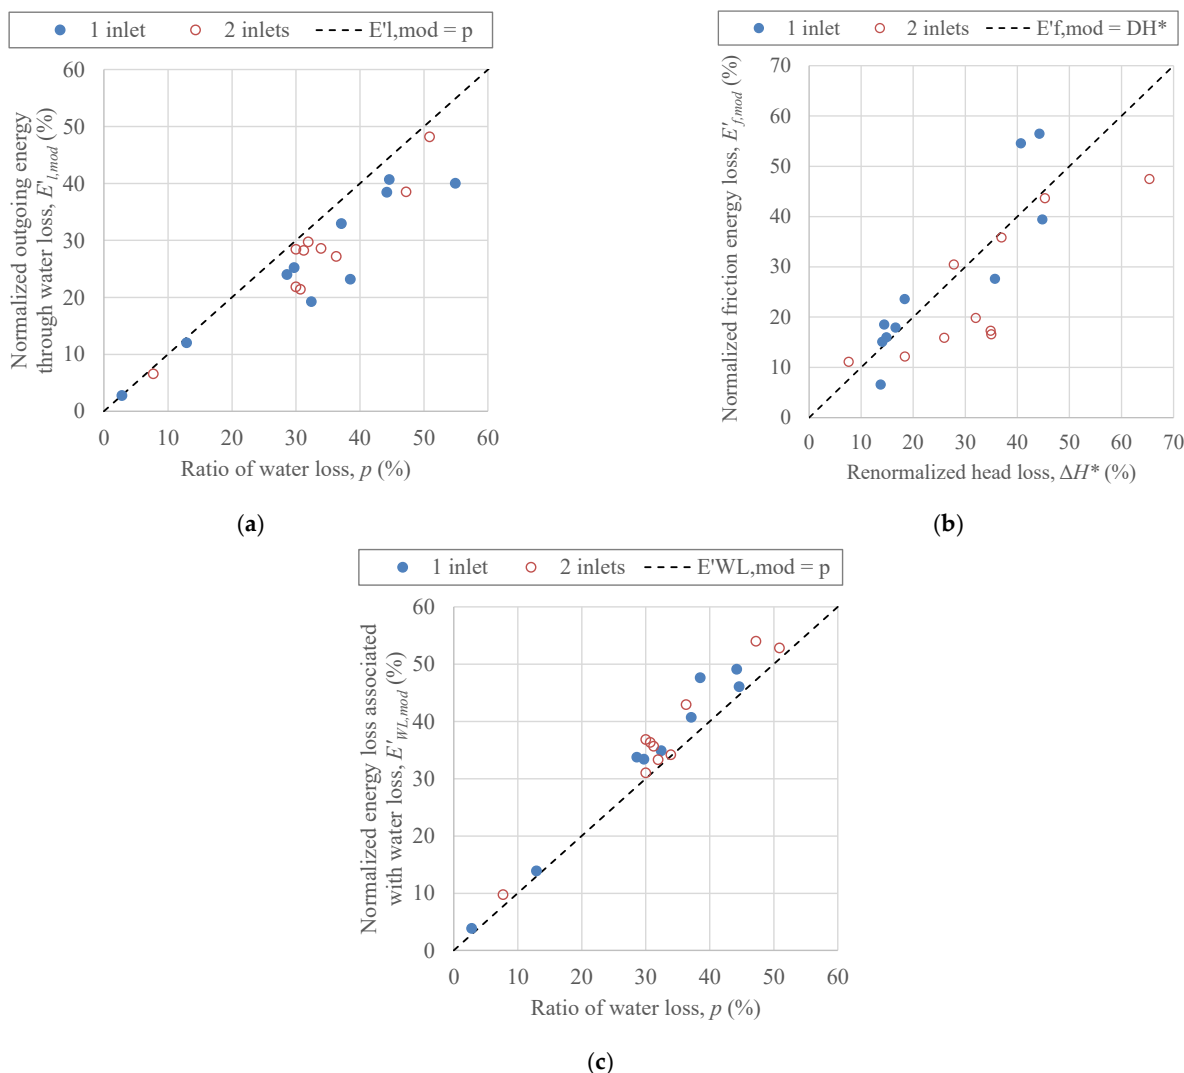 1 inlet 2 inlets E'l,mod = p
60
50
40
30
20
10
0
0 10 20 30 40 50 60
Normalized outgoing energy
through water loss, E'l,mod (%)
Ratio of water loss, p (%)
(a)
1 inlet 2 inlets E'f,mod = DH*
70
60
50
40
30
20
10
0
0 10 20 30 40 50 60 70
Normalized friction energy loss, E'f,mod (%)
Renormalized head loss, ΔH* (%)
(b)
1 inlet 2 inlets E'WL,mod = p
60
50
40
30
20
10
0
0 10 20 30 40 50 60
Normalized energy loss associated
with water loss, E'WL,mod (%)
Ratio of water loss, p (%)
(c)